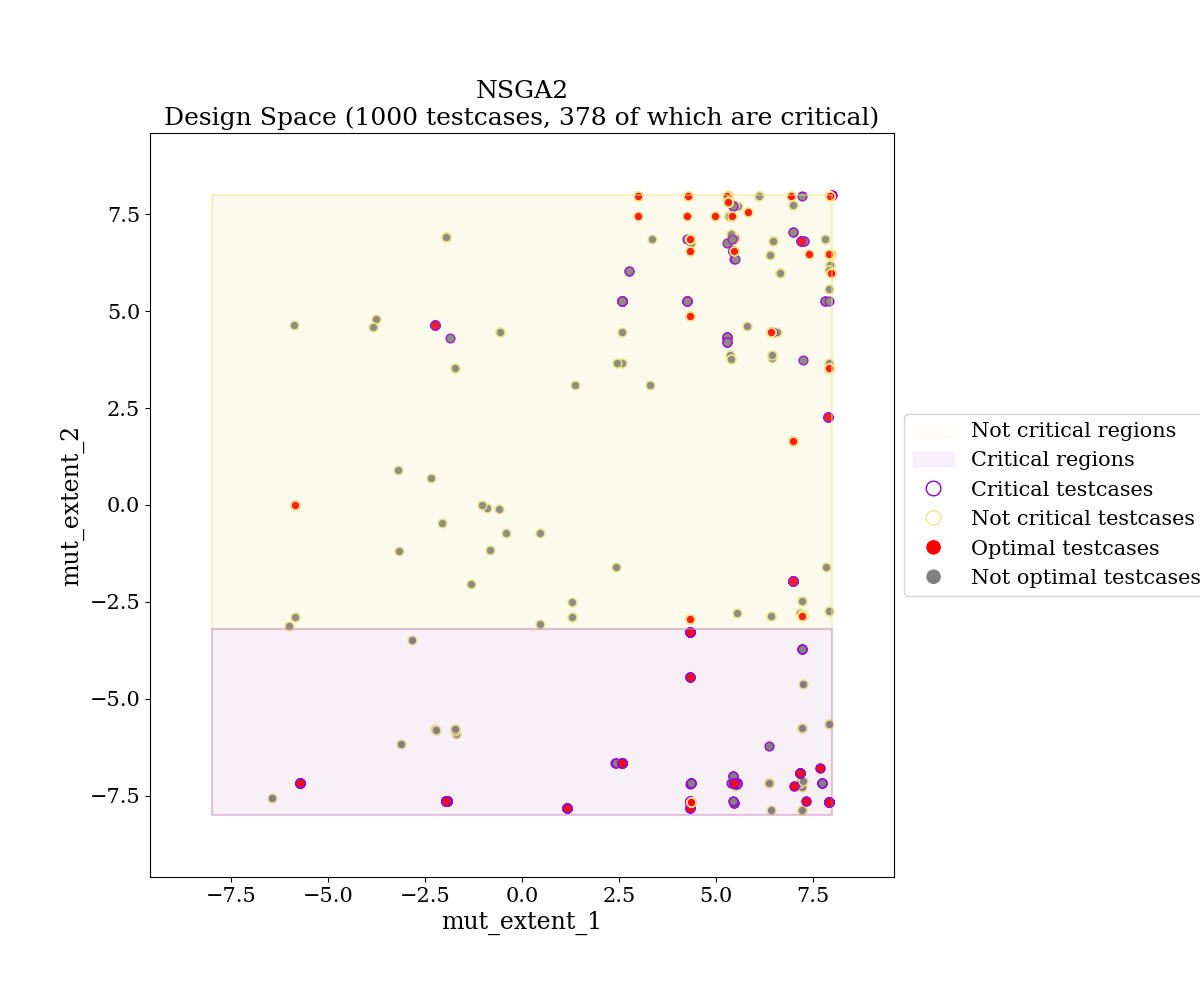 NSGA2
Design Space (1000 testcases, 378 of which are critical)
7.5
5.0
2.5
0.0
−2.5
−5.0
−7.5
mut_extent_2
−7.5
−5.0
−2.5
0.0
2.5
5.0
7.5
mut_extent_1
Not critical regions
Critical regions
Critical testcases
Not critical testcases
Optimal testcases
Not optimal testcases